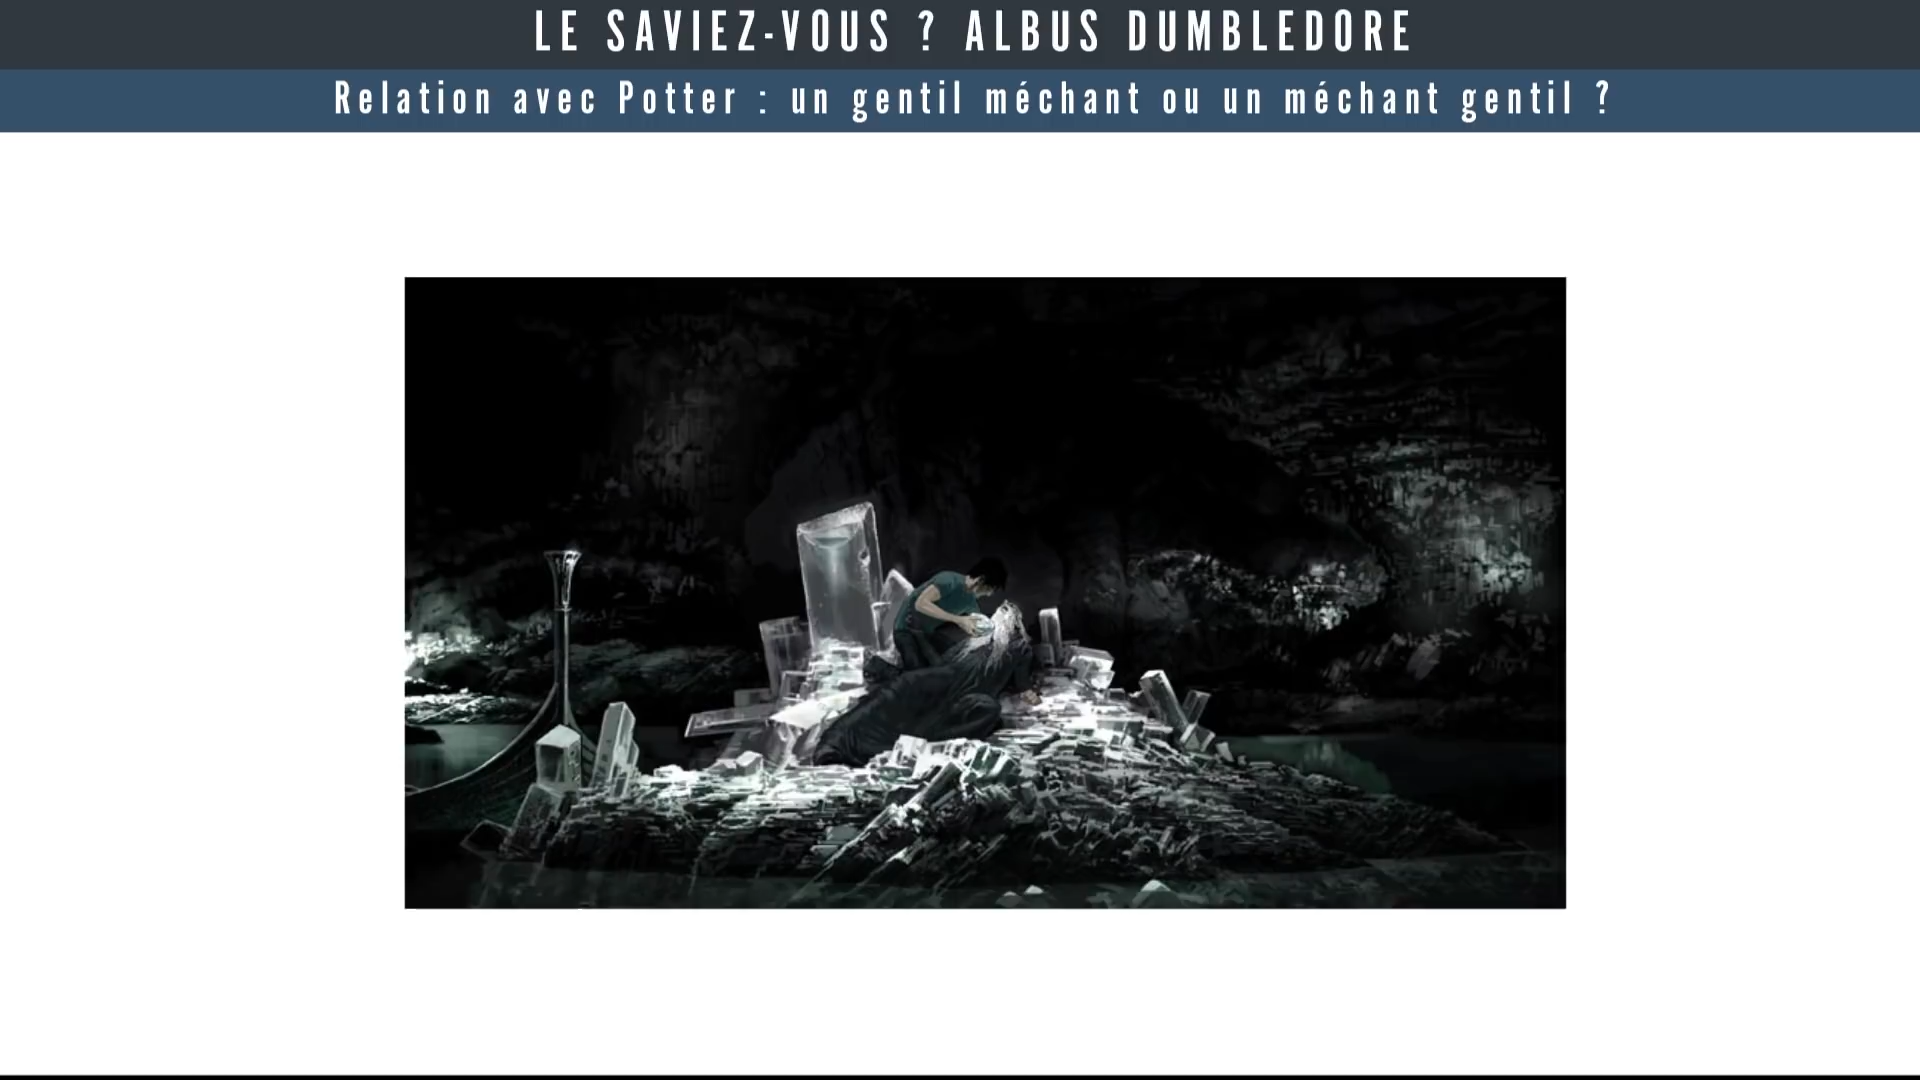 LE SAVIEZ-VOUS ? ALBUS DUMBLEDORE
Relation avec Potter : un gentil méchant ou un méchant gentil ?